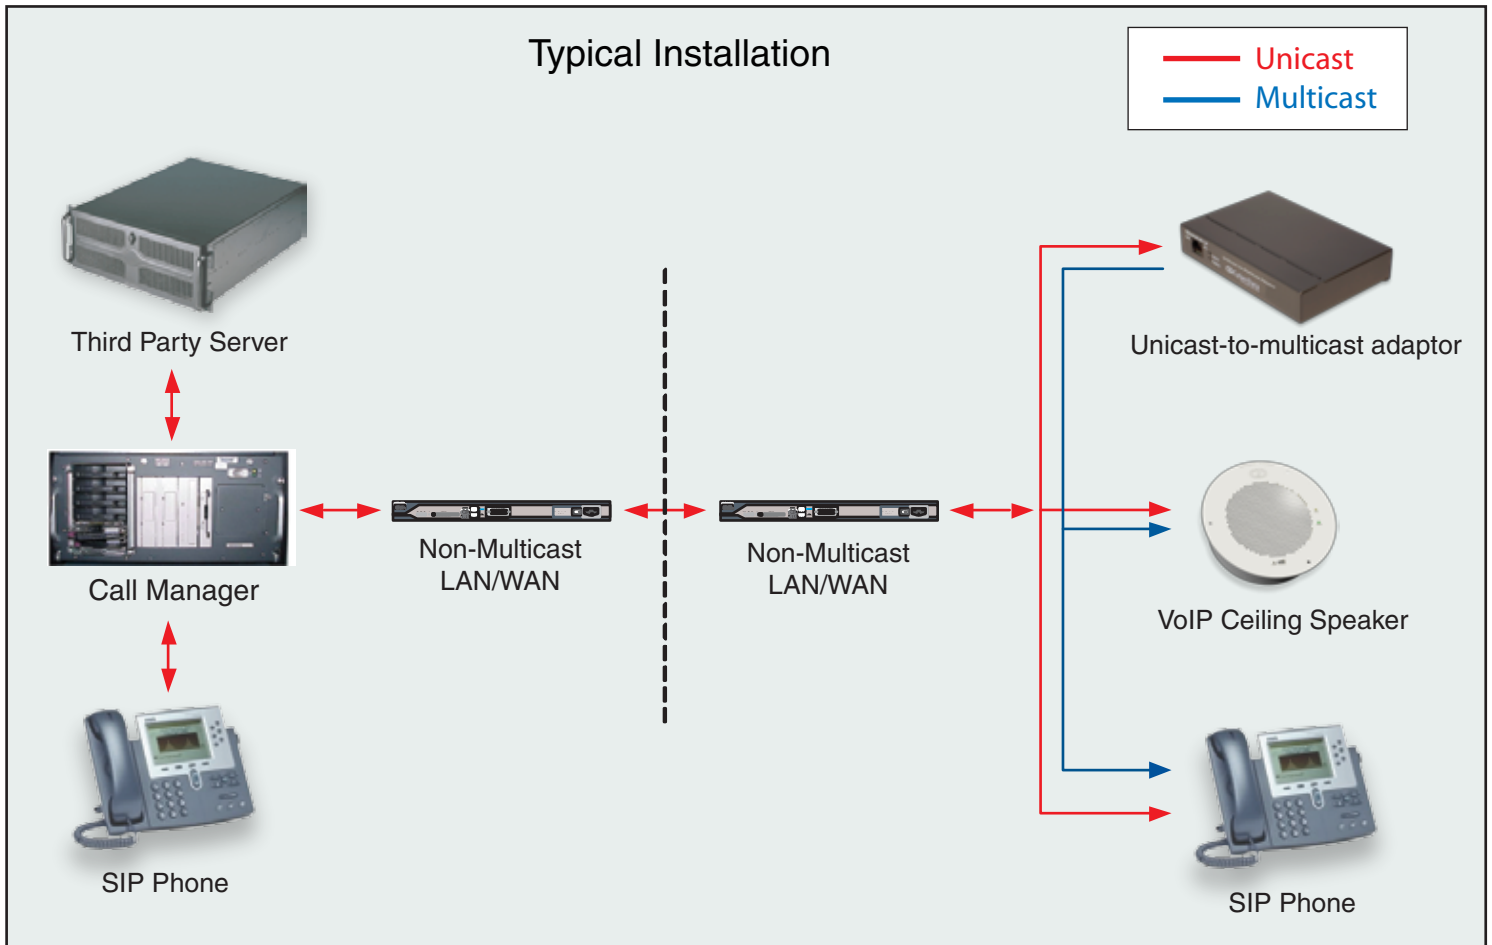 Typical Installation
Unicast
Multicast
Third Party Server
Unicast-to-multicast adaptor
Call Manager
Non-Multicast
LAN/WAN
Non-Multicast
LAN/WAN
VoIP Ceiling Speaker
SIP Phone
SIP Phone